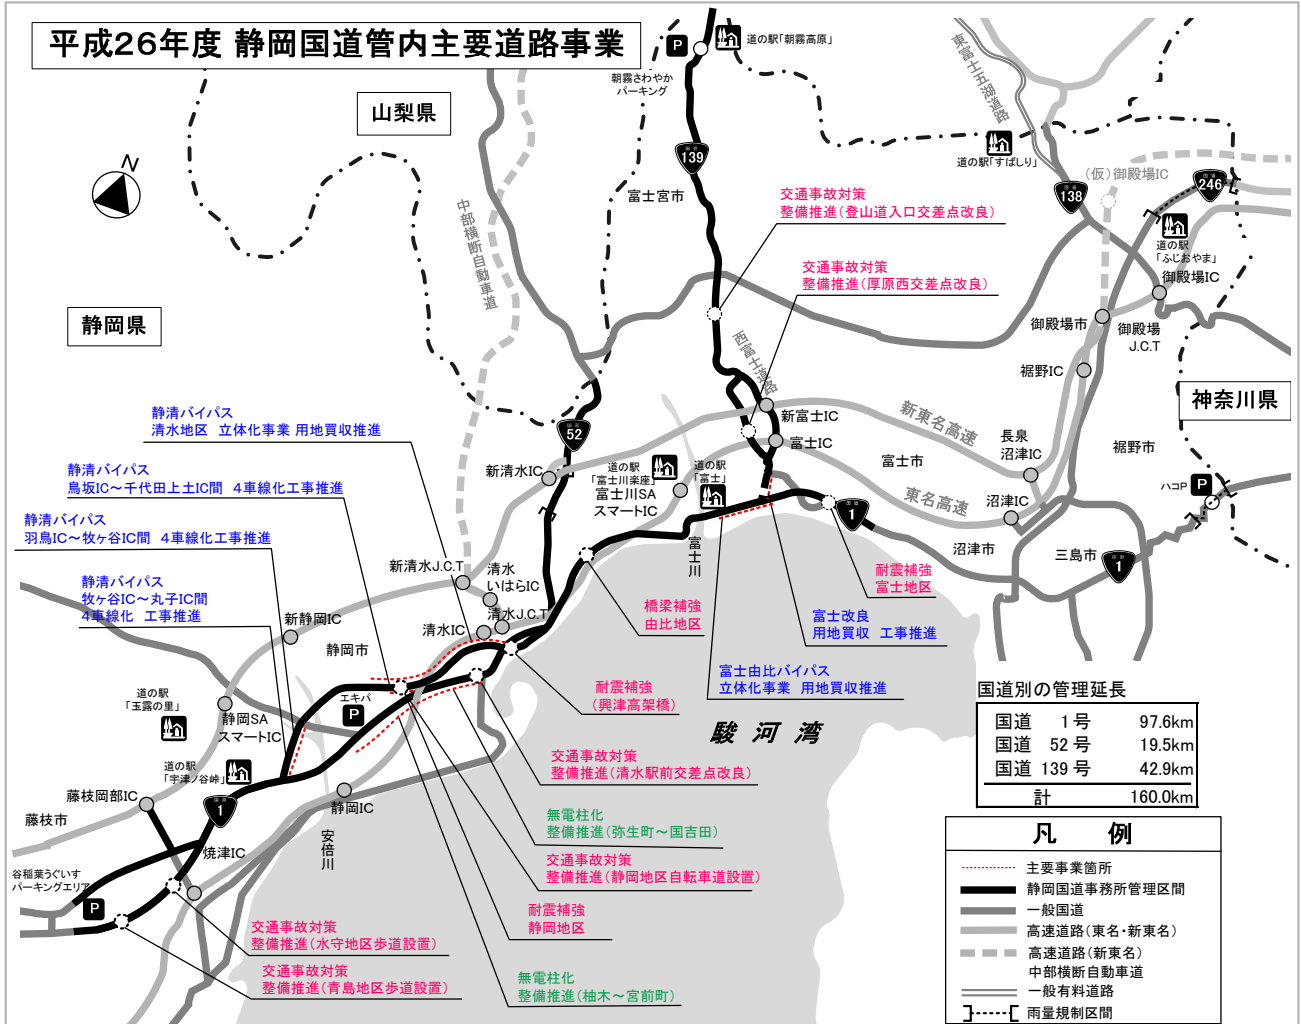 平成26年度 静岡国道管内主要道路事業
P
道の駅「朝霧高原」
朝霧さわやか
パーキング
山梨県
N
東富士五湖道路
道の駅「すばしり」
国道
139
富士宮市
国道
138
(仮)御殿場IC
国道
246
道の駅
「ふじおやま」
御殿場IC
中部横断自動車道
交通事故対策
整備推進(登山道入口交差点改良)
交通事故対策
整備推進(厚原西交差点改良)
静岡県
御殿場市
御殿場
J.C.T
西富士道路
裾野IC
神奈川県
静清バイパス
清水地区 立体化事業 用地買収推進
国道
52
新富士IC
新東名高速
富士IC
長泉
沼津IC
裾野市
静清バイパス
鳥坂IC～千代田上土IC間 4車線化工事推進
新清水IC
道の駅
「富士川楽座」
富士川SA
スマートIC
道の駅
「富士」
富士市
東名高速
沼津IC
ハコP
P
静清バイパス
羽鳥IC～牧ヶ谷IC間 4車線化工事推進
国道
1
富士川
沼津市
三島市
国道
1
静清バイパス
牧ヶ谷IC～丸子IC間
4車線化 工事推進
新清水J.C.T
清水
いはらIC
耐震補強
富士地区
新静岡IC
清水J.C.T
清水IC
橋梁補強
由比地区
富士改良
用地買収 工事推進
静岡市
富士由比バイパス
立体化事業 用地買収推進
国道別の管理延長
国道 1号 97.6km
国道 52号 19.5km
国道 139号 42.9km
計 160.0km
道の駅
「玉露の里」
静岡SA
スマートIC
エキパ
P
耐震補強
(興津高架橋)
駿河湾
道の駅
「宇津ノ谷峠」
交通事故対策
整備推進(清水駅前交差点改良)
藤枝岡部IC
国道
1
静岡IC
藤枝市
安倍川
無電柱化
整備推進(弥生町～国吉田)
焼津IC
交通事故対策
整備推進(静岡地区自転車道設置)
谷稲葉うぐいす
パーキングエリア
P
耐震補強
静岡地区
交通事故対策
整備推進(水守地区歩道設置)
交通事故対策
整備推進(青島地区歩道設置)
無電柱化
整備推進(柚木～宮前町)
凡 例
主要事業箇所
静岡国道事務所管理区間
一般国道
高速道路(東名・新東名)
高速道路(新東名)
中部横断自動車道
一般有料道路
雨量規制区間